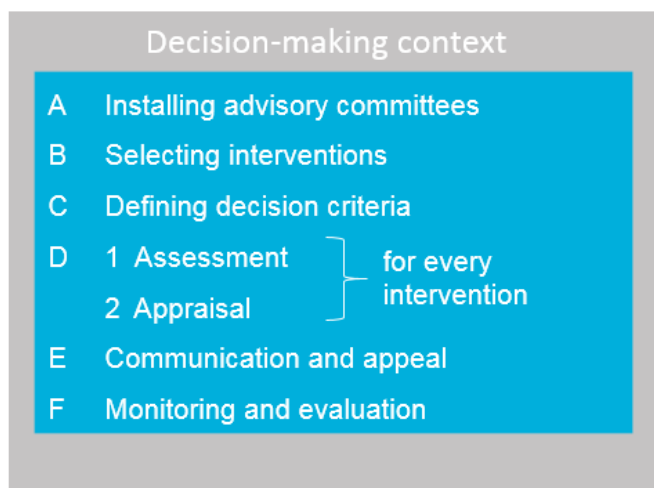 Decision-making context
A Installing advisory committees
B Selecting interventions
C Defining decision criteria
D 1 Assessment
2 Appraisal
for every
intervention
E Communication and appeal
F Monitoring and evaluation